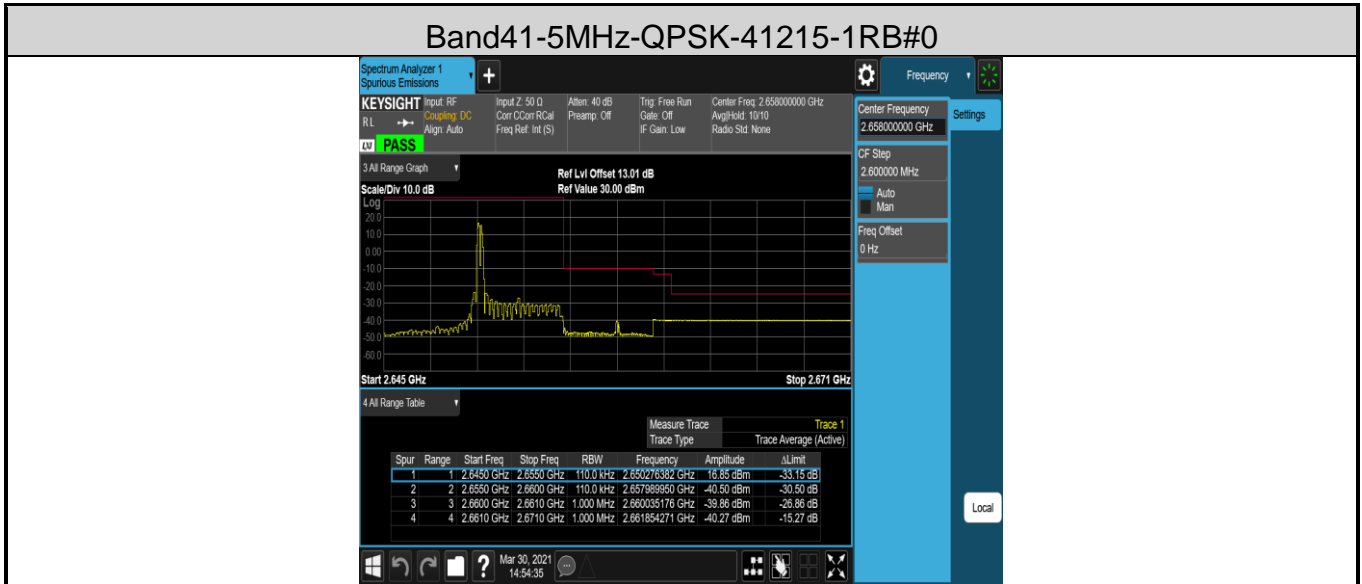 Band41-5MHz-QPSK-41215-1RB#0
Spectrum Analyzer 1
Spurious Emissions
Frequency
KEYSIGHT
RL
LXI
PASS
Input: RF
Coupling: DC
Align: Auto
Input Z: 50 Ω
Corr CCorr RCal
Freq Ref: Int (S)
Atten: 40 dB
Preamp: Off
Trig: Free Run
Gate: Off
IF Gain: Low
Center Freq: 2.658000000 GHz
Avg|Hold: 10/10
Radio Std: None
Center Frequency
2.658000000 GHz
Settings
CF Step
2.600000 MHz
Auto
Man
Freq Offset
0 Hz
Local
3 All Range Graph
Ref Lvl Offset 13.01 dB
Scale/Div 10.0 dB
Ref Value 30.00 dBm
Log
20.0
10.0
0.00
-10.0
-20.0
-30.0
-40.0
-50.0
-60.0
Start 2.645 GHz
Stop 2.671 GHz
4 All Range Table
Measure Trace Trace 1
Trace Type Trace Average (Active)
Spur Range Start Freq Stop Freq RBW Frequency Amplitude ΔLimit
1 1 2.6450 GHz 2.6550 GHz 110.0 kHz 2.650276382 GHz 16.85 dBm -33.15 dB
2 2 2.6550 GHz 2.6600 GHz 110.0 kHz 2.657989950 GHz -40.50 dBm -30.50 dB
3 3 2.6600 GHz 2.6610 GHz 1.000 MHz 2.660035176 GHz -39.86 dBm -26.86 dB
4 4 2.6610 GHz 2.6710 GHz 1.000 MHz 2.661854271 GHz -40.27 dBm -15.27 dB
Mar 30, 2021
14:54:35